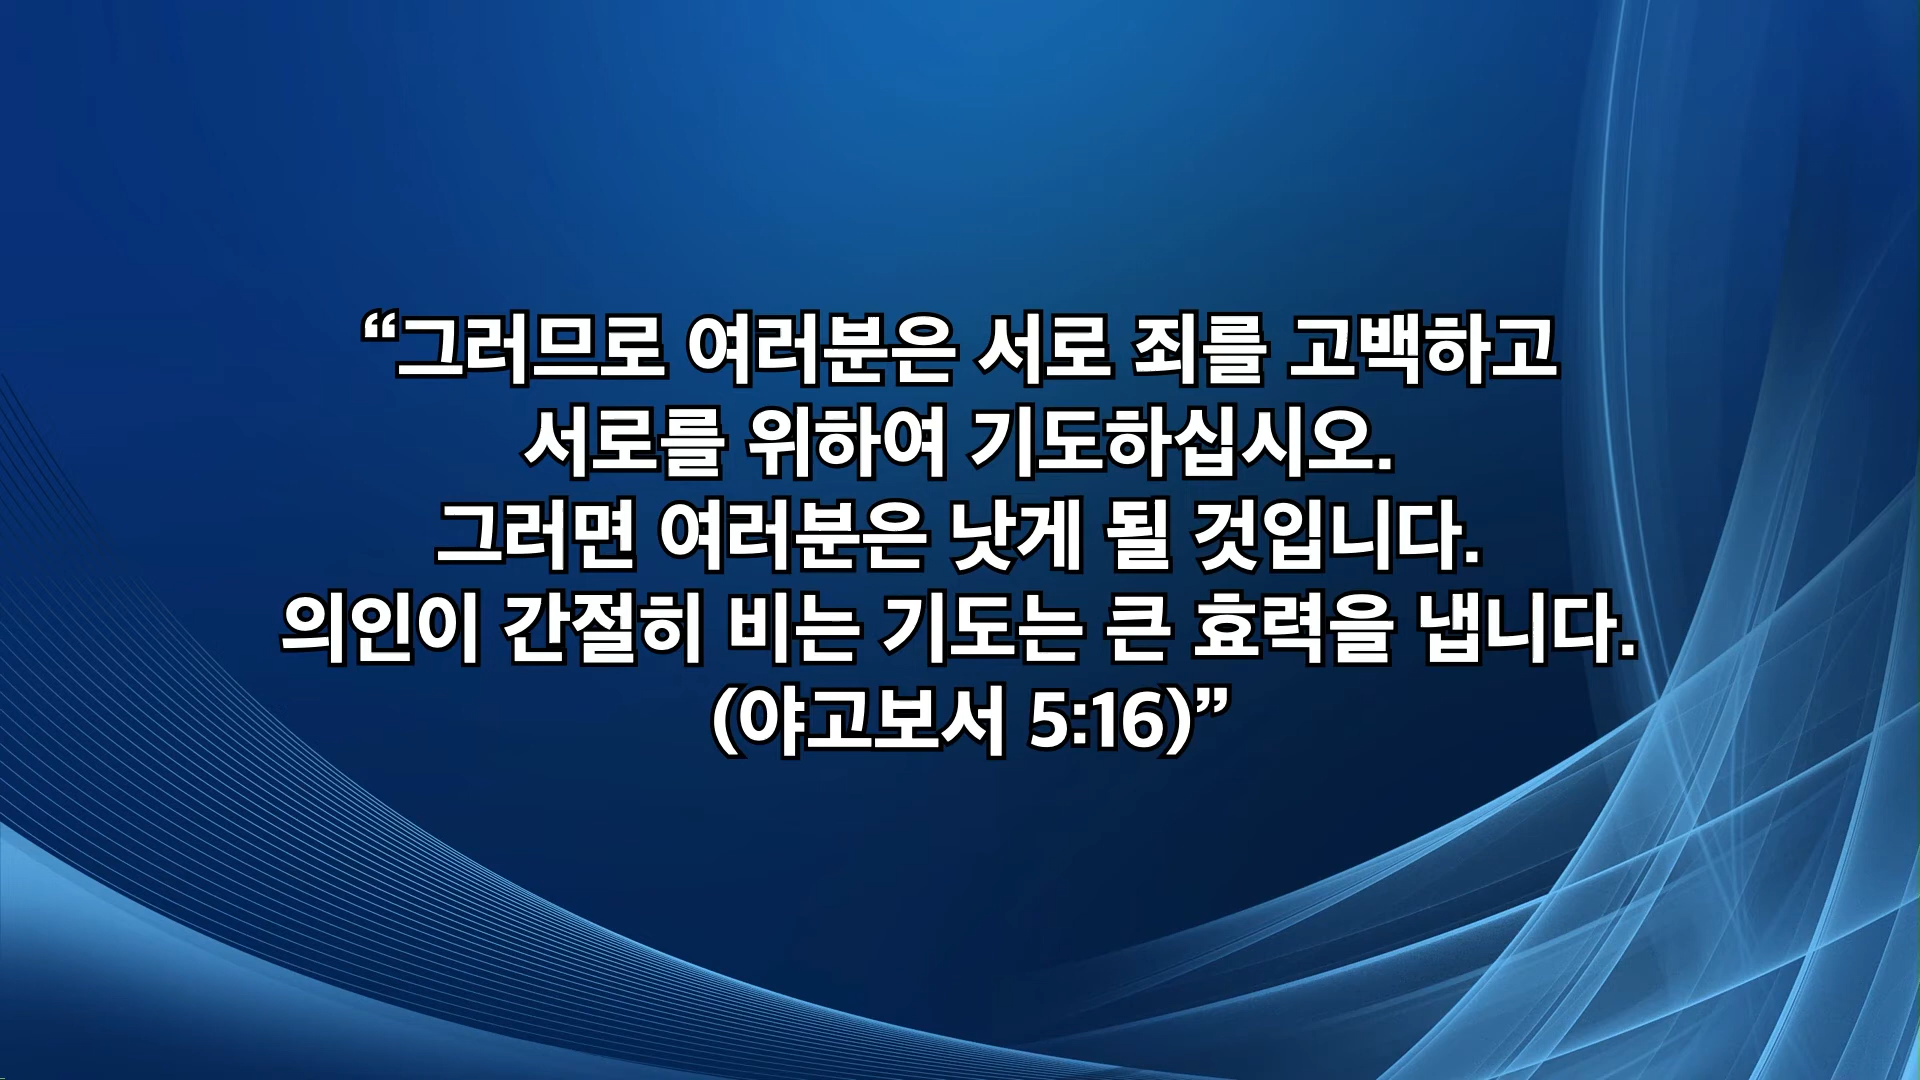 “그러므로 여러분은 서로 죄를 고백하고
서로를 위하여 기도하십시오.
그러면 여러분은 낫게 될 것입니다.
의인이 간절히 비는 기도는 큰 효력을 냅니다.
(야고보서 5:16)”